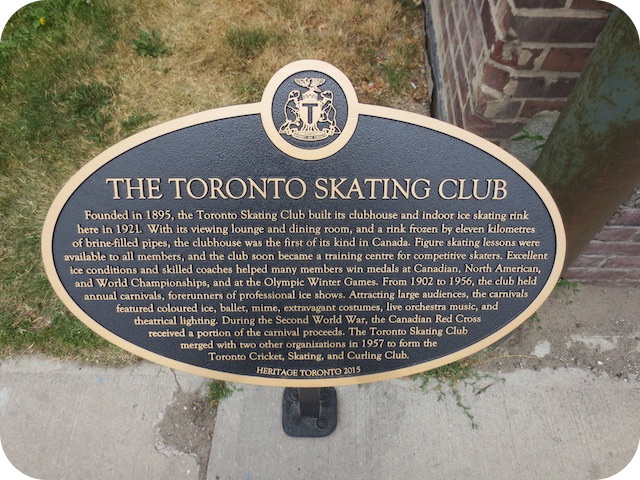 T
THE TORONTO SKATING CLUB
Founded in 1895, the Toronto Skating Club built its clubhouse and indoor ice skating rink
here in 1921. With its viewing lounge and dining room, and a rink frozen by eleven kilometres
of brine-filled pipes, the clubhouse was the first of its kind in Canada. Figure skating lessons were
available to all members, and the club soon became a training centre for competitive skaters. Excellent
ice conditions and skilled coaches helped many members win medals at Canadian, North American,
and World Championships, and at the Olympic Winter Games. From 1902 to 1956, the club held
annual carnivals, forerunners of professional ice shows. Attracting large audiences, the carnivals
featured coloured ice, ballet, mime, extravagant costumes, live orchestra music, and
theatrical lighting. During the Second World War, the Canadian Red Cross
received a portion of the carnival proceeds. The Toronto Skating Club
merged with two other organizations in 1957 to form the
Toronto Cricket, Skating, and Curling Club.
HERITAGE TORONTO 2015